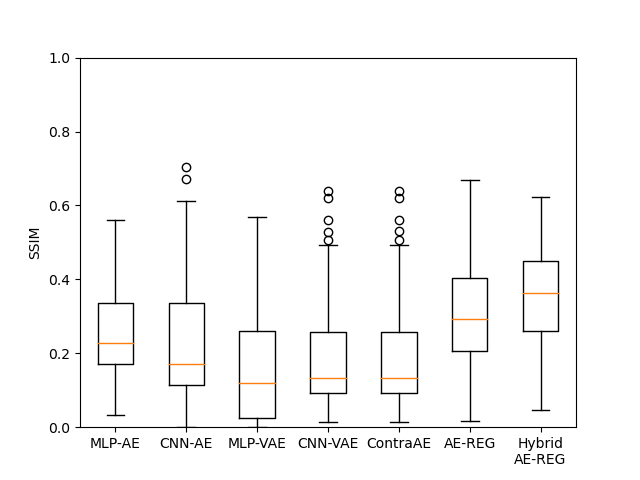 1.0
0.8
0.6
0.4
0.2
0.0
SSIM
MLP-AE
CNN-AE
MLP-VAE
CNN-VAE
ContraAE
AE-REG
Hybrid
AE-REG